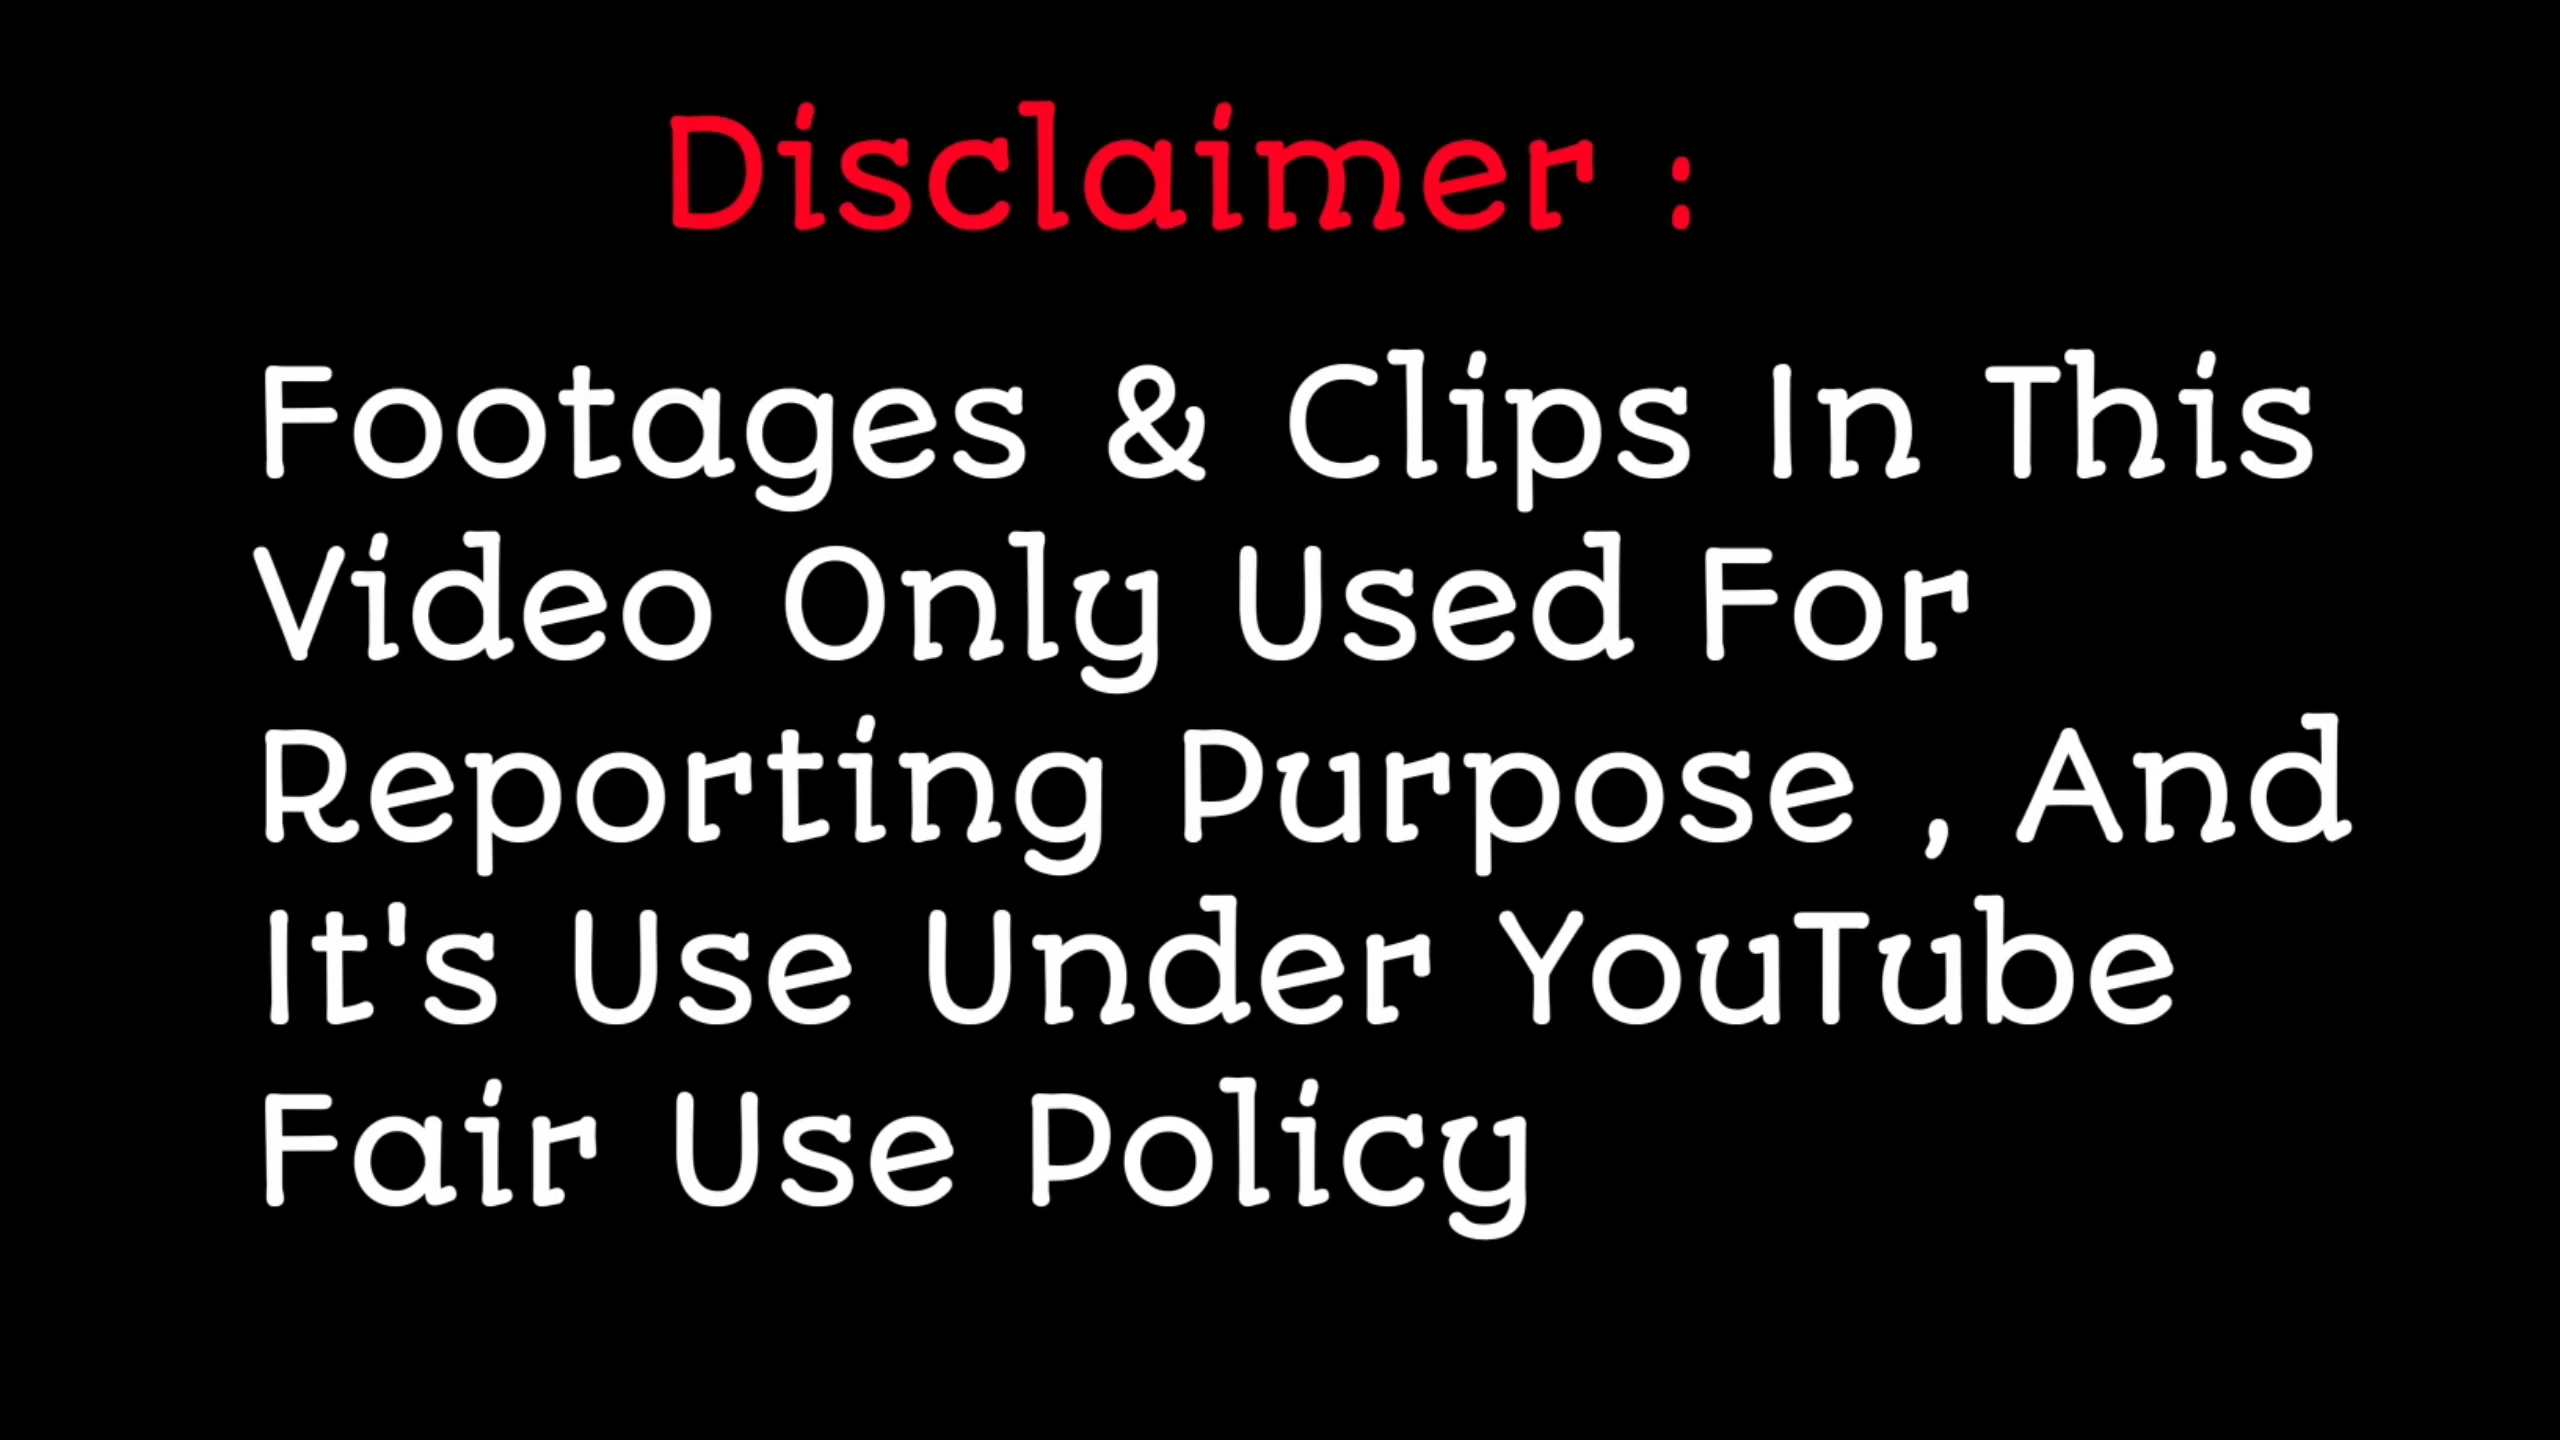 Disclaimer :
Footages & Clips In This
Video Only Used For
Reporting Purpose , And
It's Use Under YouTube
Fair Use Policy